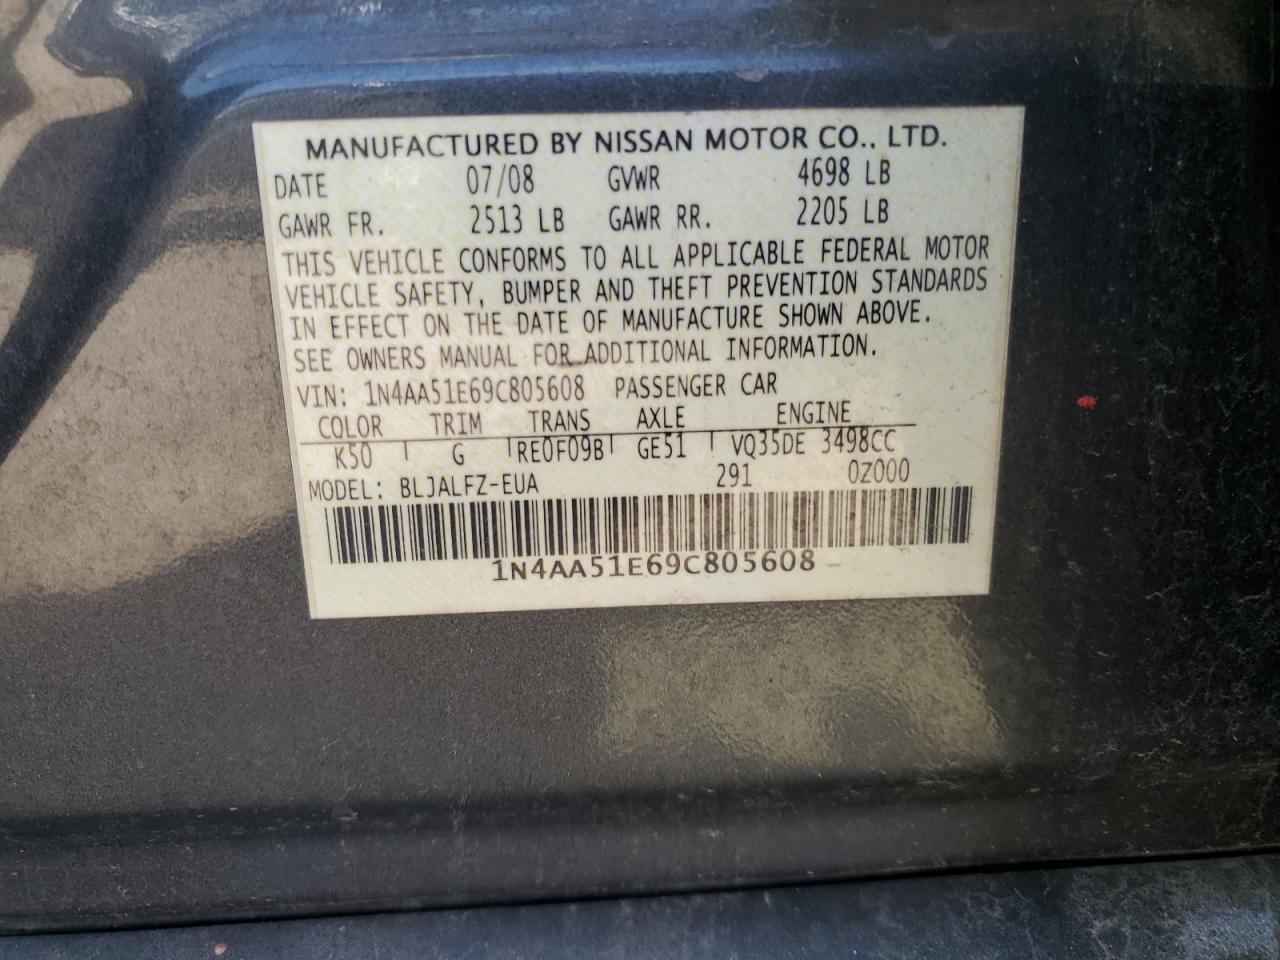 MANUFACTURED BY NISSAN MOTOR CO., LTD.
DATE 07/08 GVWR 4698 LB
GAWR FR. 2513 LB GAWR RR. 2205 LB
THIS VEHICLE CONFORMS TO ALL APPLICABLE FEDERAL MOTOR
VEHICLE SAFETY, BUMPER AND THEFT PREVENTION STANDARDS
IN EFFECT ON THE DATE OF MANUFACTURE SHOWN ABOVE.
SEE OWNERS MANUAL FOR ADDITIONAL INFORMATION.
VIN: 1N4AA51E69C805608 PASSENGER CAR
COLOR TRIM TRANS AXLE ENGINE
K50 G RE0F09B GE51 VQ35DE 3498CC
MODEL: BLJALFZ-EUA 291 0Z000
1N4AA51E69C805608